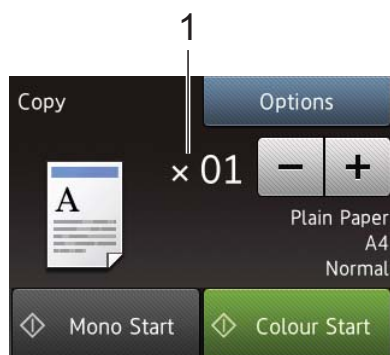 1
Copy
Options
× 01 − +
A
Plain Paper
A4
Normal
Mono Start
Colour Start